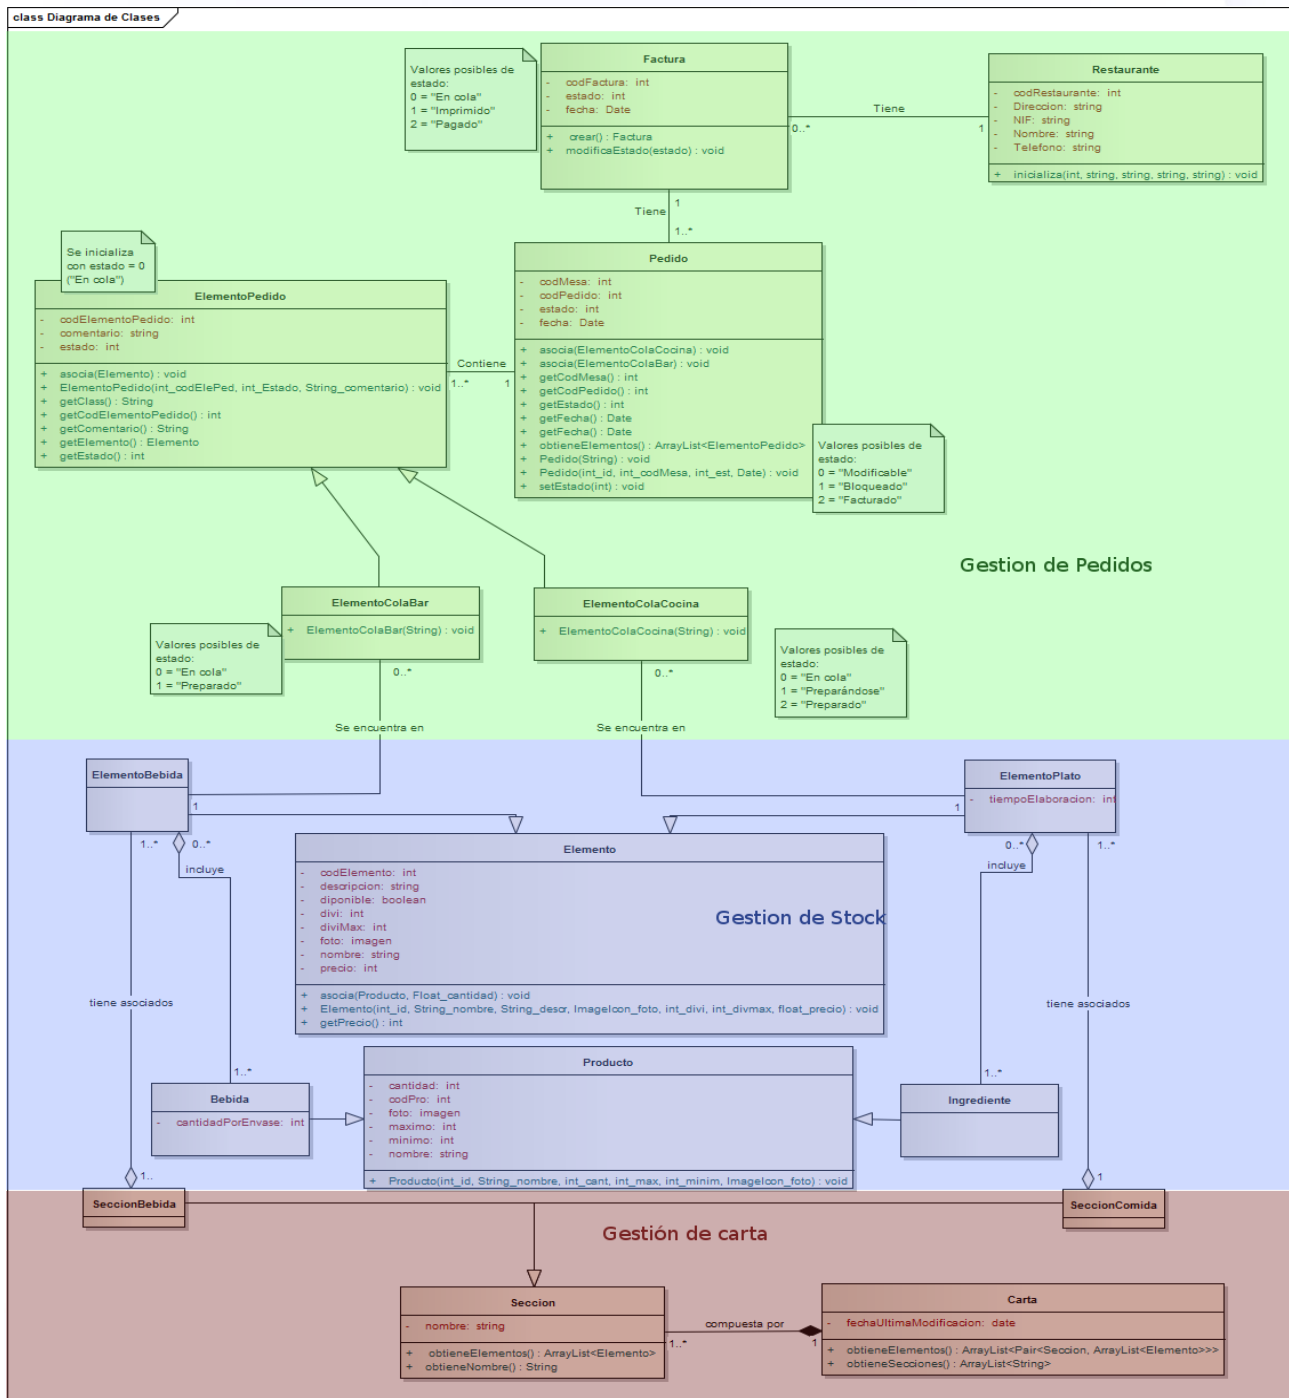 class Diagrama de Clases
Valores posibles de
estado:
0 = "En cola"
1 = "Imprimido"
2 = "Pagado"
Factura
- codFactura: int
- estado: int
- fecha: Date
+ crear() : Factura
+ modificaEstado(estado) : void
Tiene
0..*
1
Restaurante
- codRestaurante: int
- Direccion: string
- NIF: string
- Nombre: string
- Telefono: string
+ inicializa(int, string, string, string, string) : void
1
Tiene
1..*
Se inicializa
con estado = 0
("En cola")
ElementoPedido
- codElementoPedido: int
- comentario: string
- estado: int
+ asocia(Elemento) : void
+ ElementoPedido(int_codElePed, int_Estado, String_comentario) : void
+ getClass() : String
+ getCodElementoPedido() : int
+ getComentario() : String
+ getElemento() : Elemento
+ getEstado() : int
Contiene
1..*
1
Pedido
- codMesa: int
- codPedido: int
- estado: int
- fecha: Date
+ asocia(ElementoColaCocina) : void
+ asocia(ElementoColaBar) : void
+ getCodMesa() : int
+ getCodPedido() : int
+ getEstado() : int
+ getFecha() : Date
+ getFecha() : Date
+ obtieneElementos() : ArrayList<ElementoPedido>
+ Pedido(String) : void
+ Pedido(int_id, int_codMesa, int_est, Date) : void
+ setEstado(int) : void
Valores posibles de
estado:
0 = "Modificable"
1 = "Bloqueado"
2 = "Facturado"
Gestion de Pedidos
ElementoColaBar
+ ElementoColaBar(String) : void
ElementoColaCocina
+ ElementoColaCocina(String) : void
Valores posibles de
estado:
0 = "En cola"
1 = "Preparado"
Valores posibles de
estado:
0 = "En cola"
1 = "Preparándose"
2 = "Preparado"
0..*
0..*
Se encuentra en
Se encuentra en
ElementoBebida
1
1
ElementoPlato
- tiempoElaboracion: int
1..*
0..*
incluye
0..*
1..*
incluye
Elemento
- codElemento: int
- descripcion: string
- diponible: boolean
- divi: int
- diviMax: int
- foto: imagen
- nombre: string
- precio: int
+ asocia(Producto, Float_cantidad) : void
+ Elemento(int_id, String_nombre, String_descr, ImageIcon_foto, int_divi, int_divmax, float_precio) : void
+ getPrecio() : int
Gestion de Stock
tiene asociados
tiene asociados
1..*
1..*
Bebida
- cantidadPorEnvase: int
Producto
- cantidad: int
- codPro: int
- foto: imagen
- maximo: int
- minimo: int
- nombre: string
+ Producto(int_id, String_nombre, int_cant, int_max, int_minim, ImageIcon_foto) : void
Ingrediente
1..
1
SeccionBebida
SeccionComida
Gestión de carta
Seccion
- nombre: string
+ obtieneElementos() : ArrayList<Elemento>
+ obtieneNombre() : String
compuesta por
1..*
1
Carta
- fechaUltimaModificacion: date
+ obtieneElementos() : ArrayList<Pair<Seccion, ArrayList<Elemento>>>
+ obtieneSecciones() : ArrayList<String>